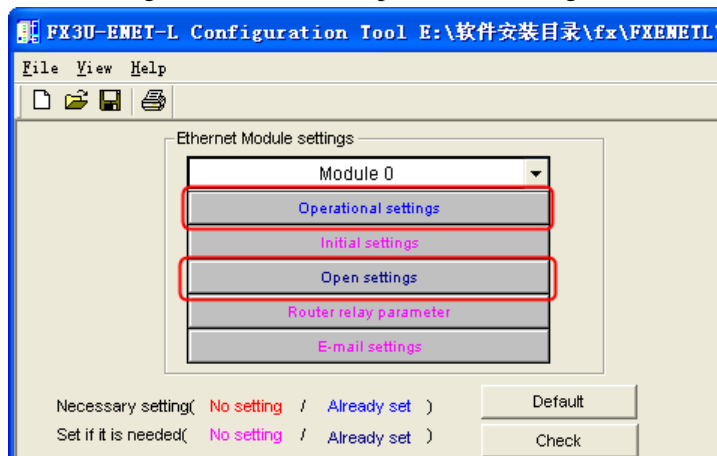 FX3U-ENET-L Configuration Tool E:\软件安装目录\fx\FXENETL\
File View Help
Ethernet Module settings
Module 0
Operational settings
Initial settings
Open settings
Router relay parameter
E-mail settings
Necessary setting( No setting / Already set ) Default
Set if it is needed( No setting / Already set ) Check